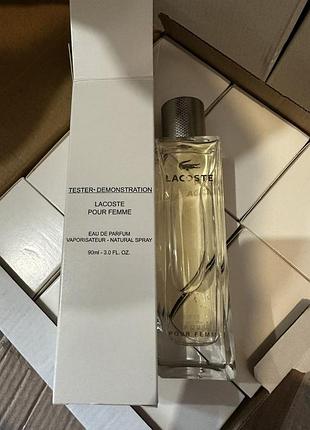 TESTER-DEMONSTRATION
LACOSTE
POUR FEMME
EAU DE PARFUM
VAPORISATEUR - NATURAL SPRAY
90ml - 3.0 FL. OZ.
LACOSTE
POUR FEMME